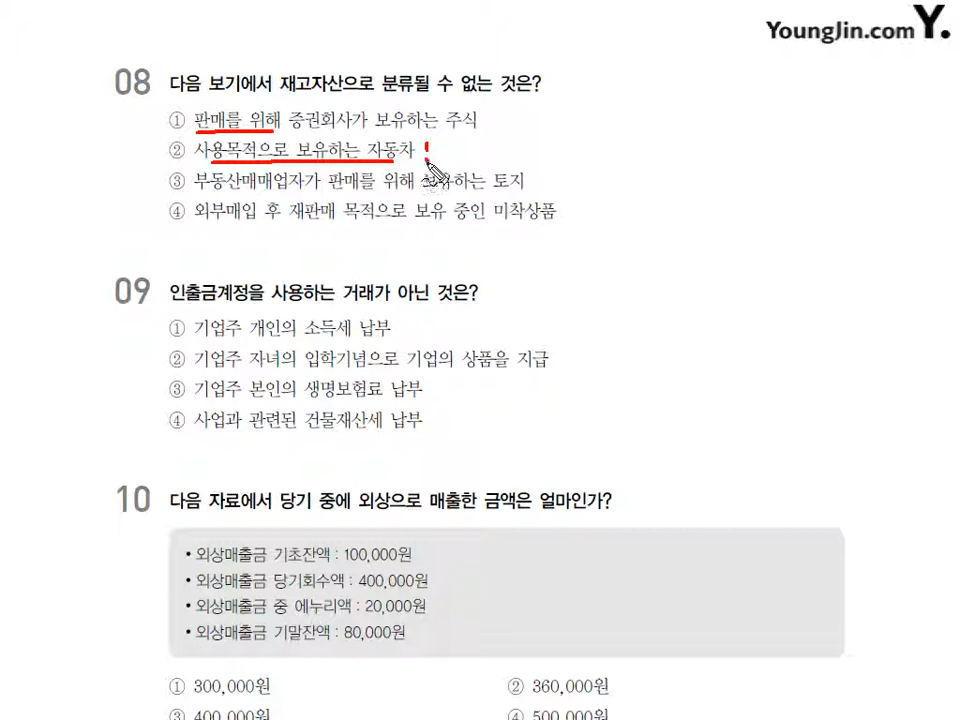 YoungJin.com Y.
08 다음 보기에서 재고자산으로 분류될 수 없는 것은?
① 판매를 위해 증권회사가 보유하는 주식
② 사용목적으로 보유하는 자동차
③ 부동산매매업자가 판매를 위해 보유하는 토지
④ 외부매입 후 재판매 목적으로 보유 중인 미착상품
09 인출금계정을 사용하는 거래가 아닌 것은?
① 기업주 개인의 소득세 납부
② 기업주 자녀의 입학기념으로 기업의 상품을 지급
③ 기업주 본인의 생명보험료 납부
④ 사업과 관련된 건물재산세 납부
10 다음 자료에서 당기 중에 외상으로 매출한 금액은 얼마인가?
• 외상매출금 기초잔액 : 100,000원
• 외상매출금 당기회수액 : 400,000원
• 외상매출금 중 에누리액 : 20,000원
• 외상매출금 기말잔액 : 80,000원
① 300,000원 ② 360,000원
③ 400,000원 ④ 500,000원